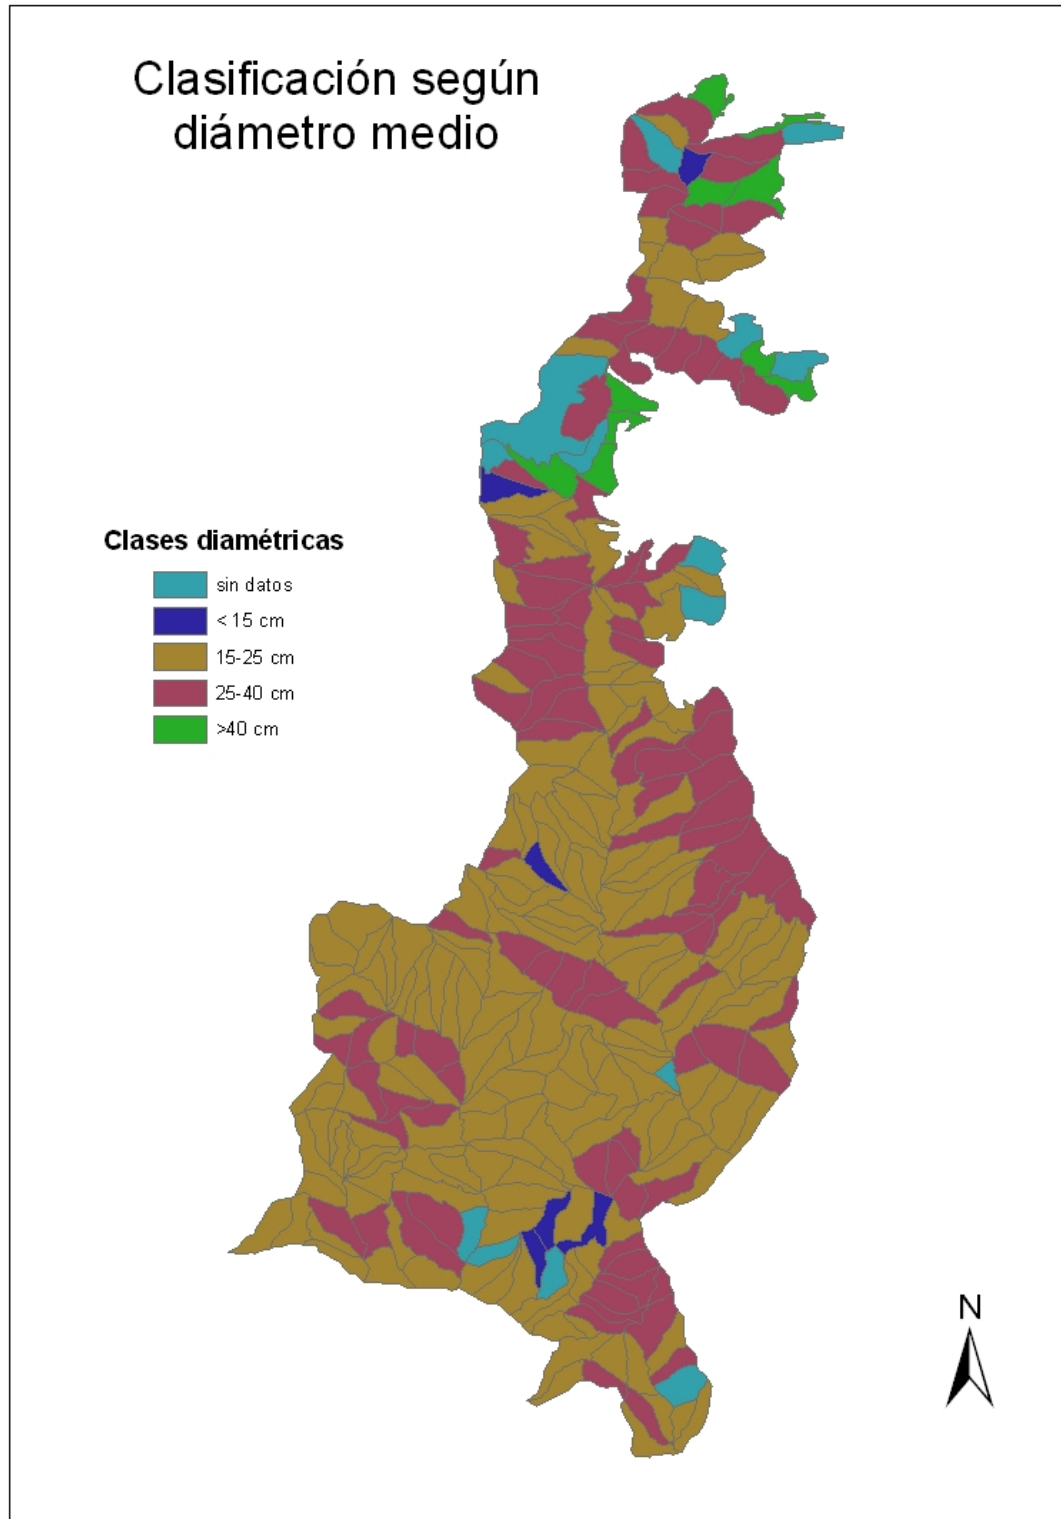 Clasificación según
diámetro medio
Clases diamétricas
sin datos
< 15 cm
15-25 cm
25-40 cm
>40 cm
N